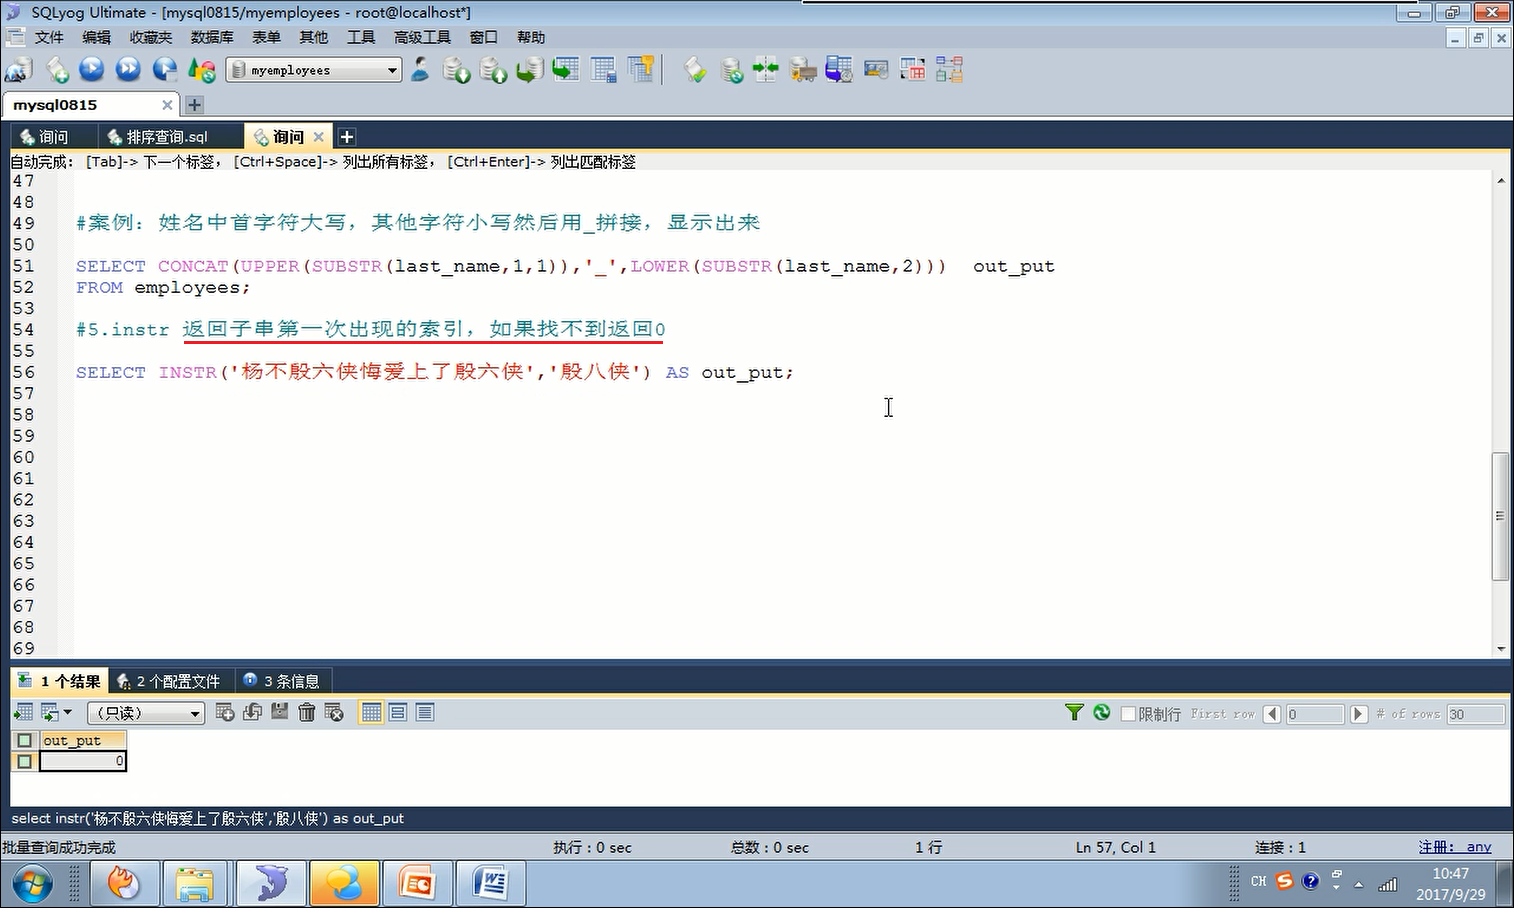 SQLyog Ultimate - [mysql0815/myemployees - root@localhost*]
文件 编辑 收藏夹 数据库 表单 其他 工具 高级工具 窗口 帮助
myemployees
mysql0815
询问 排序查询.sql 询问
自动完成： [Tab]-> 下一个标签， [Ctrl+Space]-> 列出所有标签， [Ctrl+Enter]-> 列出匹配标签
47
48
49 #案例：姓名中首字符大写，其他字符小写然后用_拼接，显示出来
50
51 SELECT CONCAT(UPPER(SUBSTR(last_name,1,1)),'_',LOWER(SUBSTR(last_name,2))) out_put
52 FROM employees;
53
54 #5.instr 返回子串第一次出现的索引，如果找不到返回0
55
56 SELECT INSTR('杨不殷六侠悔爱上了殷六侠','殷八侠') AS out_put;
57
58
59
60
61
62
63
64
65
66
67
68
69
1 个结果 2 个配置文件 3 条信息
（只读） 限制行 First row 0 # of rows 30
out_put
0
select instr('杨不殷六侠悔爱上了殷六侠','殷八侠') as out_put
批量查询成功完成 执行：0 sec 总数：0 sec 1 行 Ln 57, Col 1 连接：1 注册： any
CH 10:47
2017/9/29